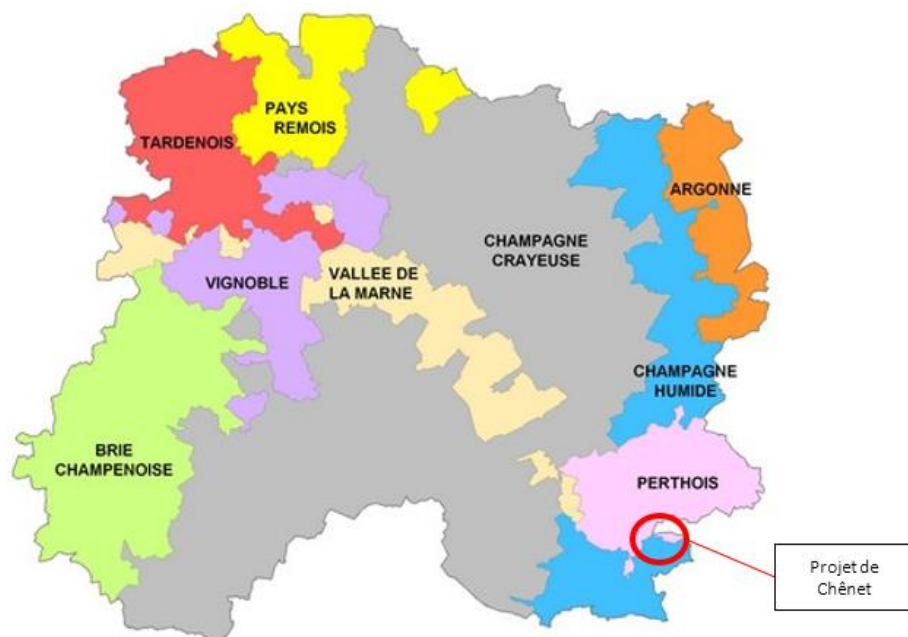 PAYS
REMOIS
TARDENOIS
ARGONNE
CHAMPAGNE
CRAYEUSE
VIGNOBLE
VALLEE DE
LA MARNE
CHAMPAGNE
HUMIDE
BRIE
CHAMPENOISE
PERTHOIS
Projet de
Chênet